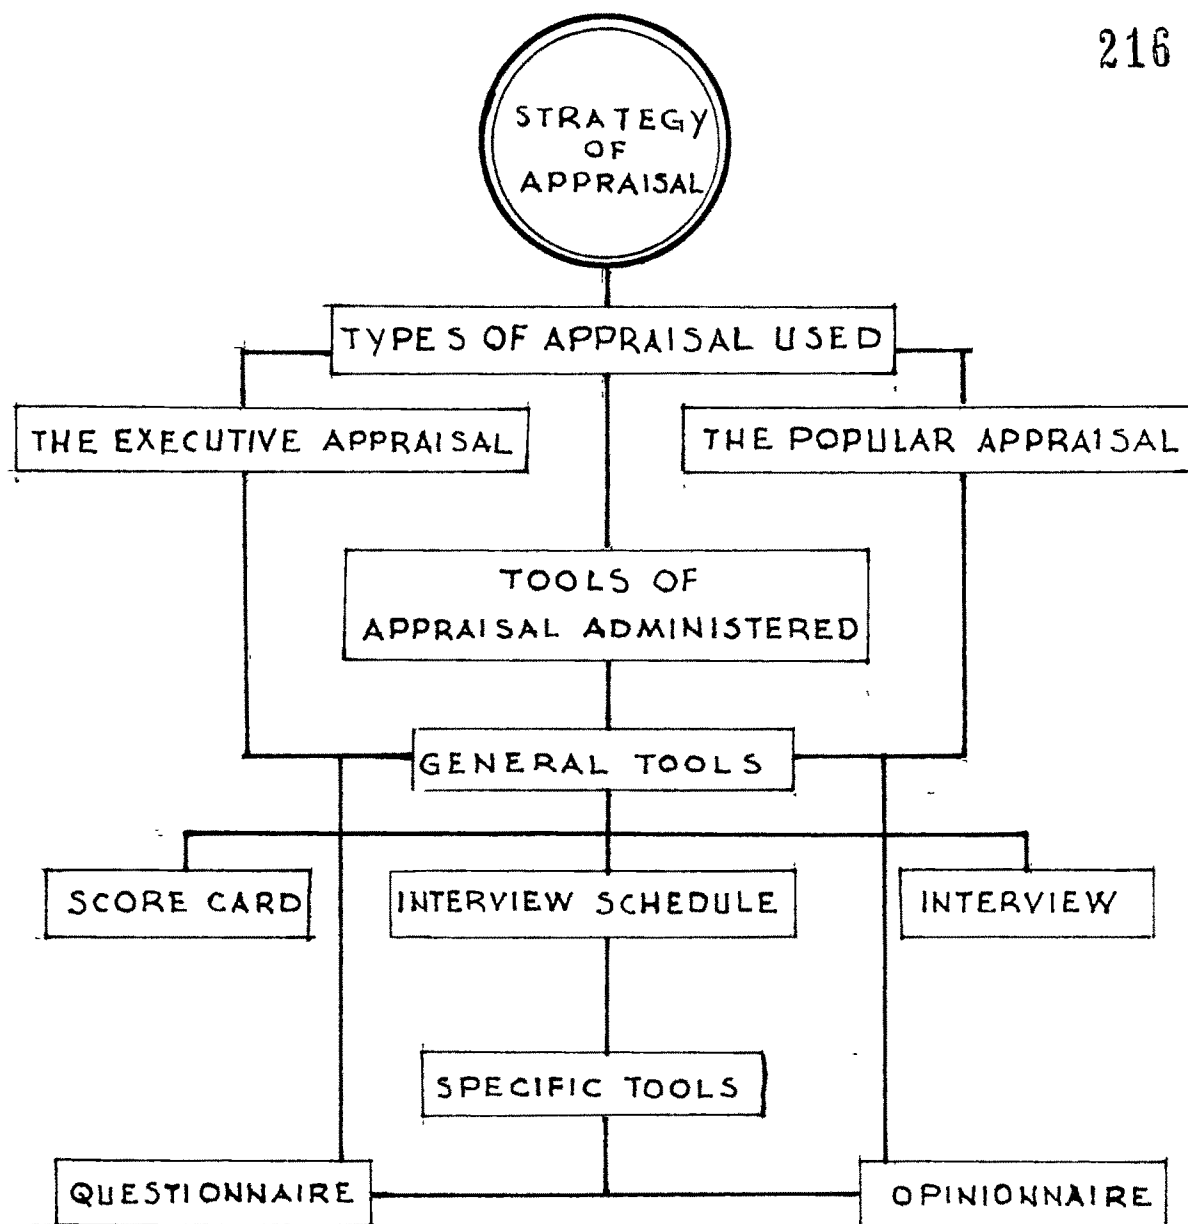 216
STRATEGY
OF
APPRAISAL
TYPES OF APPRAISAL USED
THE EXECUTIVE APPRAISAL
THE POPULAR APPRAISAL
TOOLS OF
APPRAISAL ADMINISTERED
GENERAL TOOLS
SCORE CARD
INTERVIEW SCHEDULE
INTERVIEW
SPECIFIC TOOLS
QUESTIONNAIRE
OPINIONNAIRE